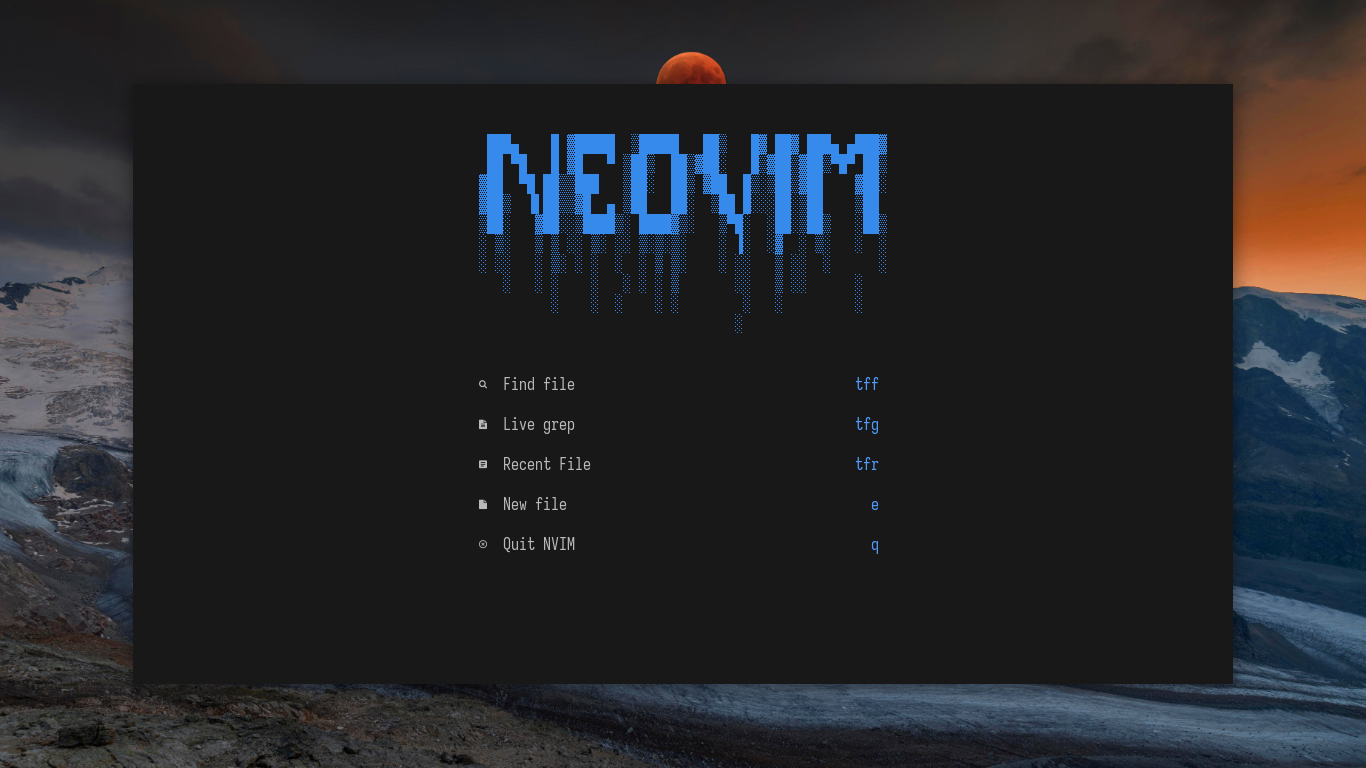 NEOVIM
Find file tff
Live grep tfg
Recent File tfr
New file e
Quit NVIM q